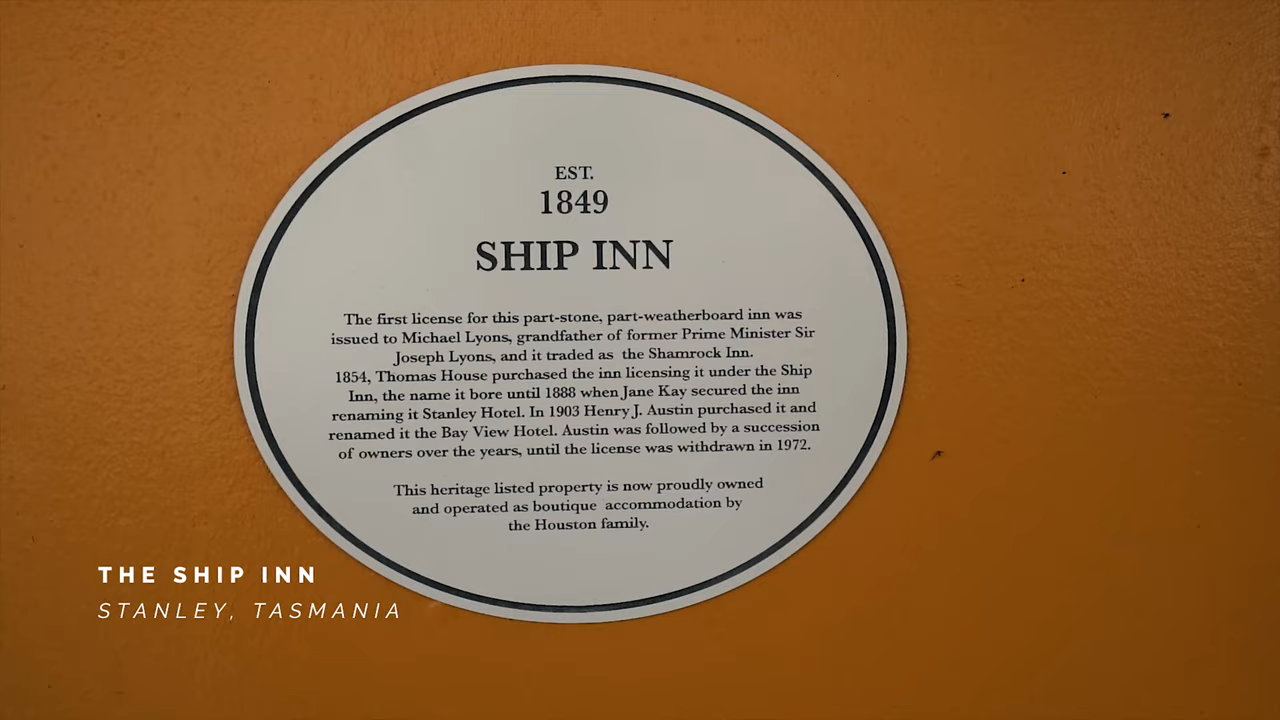 EST.
1849
SHIP INN
The first license for this part-stone, part-weatherboard inn was
issued to Michael Lyons, grandfather of former Prime Minister Sir
Joseph Lyons, and it traded as the Shamrock Inn.
1854, Thomas House purchased the inn licensing it under the Ship
Inn, the name it bore until 1888 when Jane Kay secured the inn
renaming it Stanley Hotel. In 1903 Henry J. Austin purchased it and
renamed it the Bay View Hotel. Austin was followed by a succession
of owners over the years, until the license was withdrawn in 1972.
This heritage listed property is now proudly owned
and operated as boutique accommodation by
the Houston family.
THE SHIP INN
STANLEY, TASMANIA